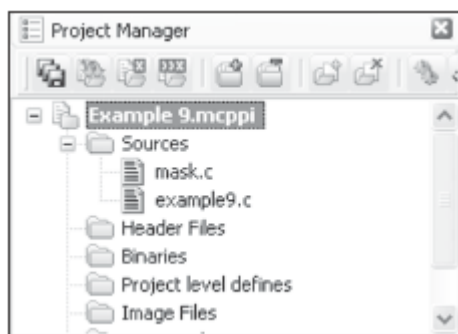 Project Manager
Example 9.mcppi
Sources
mask.c
example9.c
Header Files
Binaries
Project level defines
Image Files